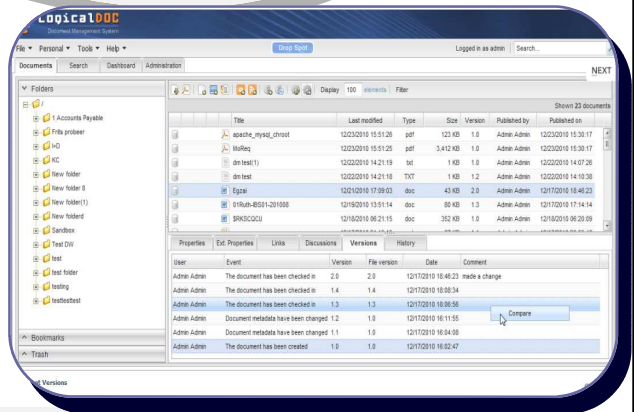 LogicalDOC
Document Management System
File Personal Tools Help Drop Spot Logged in as admin Search...
Documents Search Dashboard Administration
NEXT
Folders
Display 100 elements Filter
/
Shown 23 documents
1 Accounts Payable
Frits probeer
I+D
KC
New folder
New folder 8
New folder(1)
New folderd
Sandbox
Test DW
test
test folder
testing
testtesttest
Bookmarks
Trash
Title Last modified Type Size Version Published by Published on
apache_mysql_chroot 12/23/2010 15:51:26 pdf 123 KB 1.0 Admin Admin 12/23/2010 15:30:17
MoReq 12/23/2010 15:51:25 pdf 3,412 KB 1.0 Admin Admin 12/23/2010 15:30:17
dm test(1) 12/22/2010 14:21:19 txt 1 KB 1.0 Admin Admin 12/22/2010 14:07:26
dm test 12/22/2010 14:21:18 TXT 1 KB 1.2 Admin Admin 12/22/2010 14:10:38
Egzai 12/21/2010 17:09:03 doc 43 KB 2.0 Admin Admin 12/17/2010 18:46:23
01Ruth-IBS01-201008 12/19/2010 13:51:14 doc 80 KB 1.3 Admin Admin 12/17/2010 17:14:14
$RKSCQCU 12/18/2010 06:21:15 doc 352 KB 1.0 Admin Admin 12/18/2010 06:20:09
Properties Ext. Properties Links Discussions Versions History
User Event Version File version Date Comment
Admin Admin The document has been checked in 2.0 2.0 12/17/2010 18:46:23 made a change
Admin Admin The document has been checked in 1.4 1.4 12/17/2010 18:08:34
Admin Admin The document has been checked in 1.3 1.3 12/17/2010 18:06:56
Compare
Admin Admin Document metadata have been changed 1.2 1.0 12/17/2010 16:11:55
Admin Admin Document metadata have been changed 1.1 1.0 12/17/2010 16:04:08
Admin Admin The document has been created 1.0 1.0 12/17/2010 16:02:47
Versions